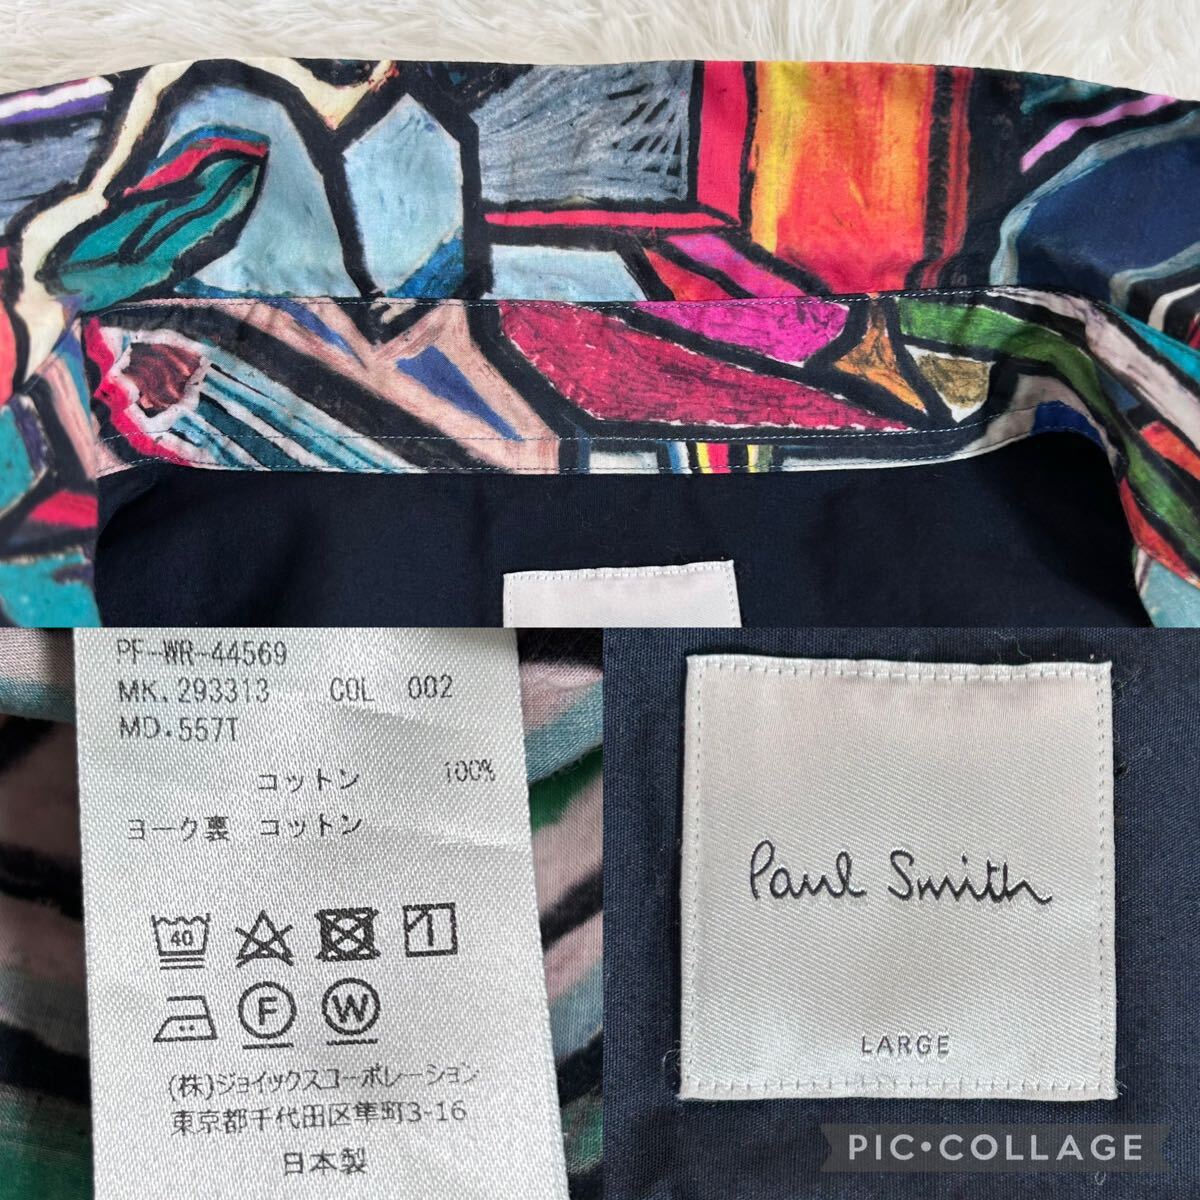 PF-WR-44569
MK.293313 COL 002
MD.557T
コットン 100%
ヨーク裏 コットン
40
F W
(株)ジョイックスコーポレーション
東京都千代田区隼町3-16
日本製
Paul Smith
LARGE
PIC•COLLAGE